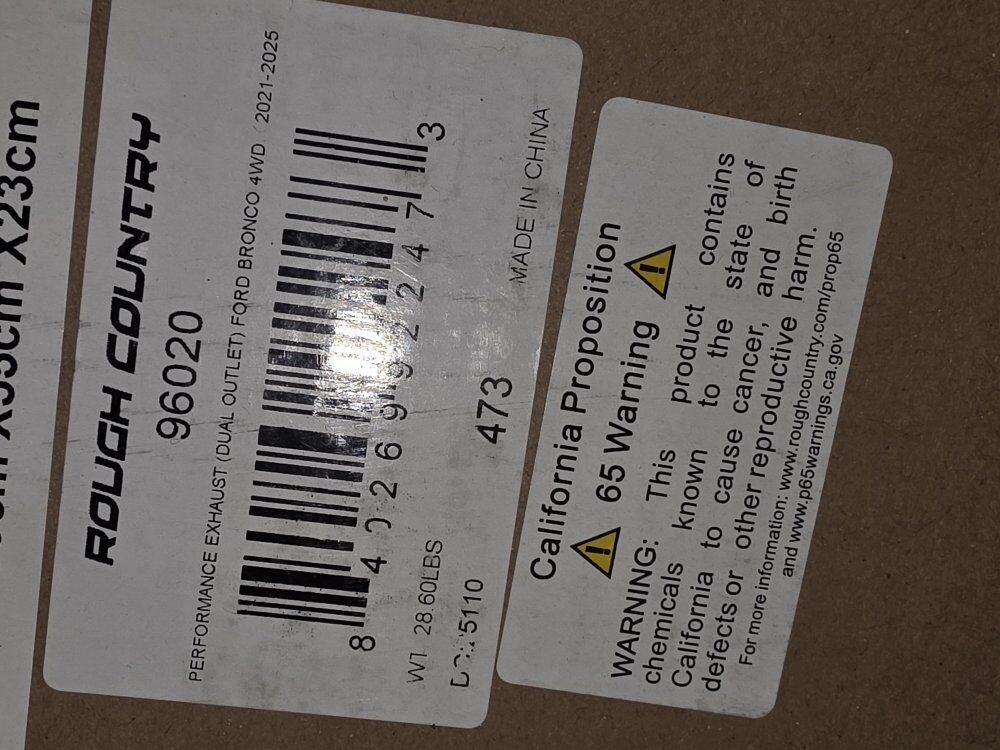 X23cm
ROUGH COUNTRY
96020
PERFORMANCE EXHAUST (DUAL OUTLET) FORD BRONCO 4WD 2021-2025
8 4 0 2 6 9 2 2 4 7 3
WT. 28.60LBS
473
MADE IN CHINA
California Proposition
65 Warning
WARNING: This product contains
chemicals known to the state of
California to cause cancer, and birth
defects or other reproductive harm.
For more information: www.roughcountry.com/prop65
and www.p65warnings.ca.gov